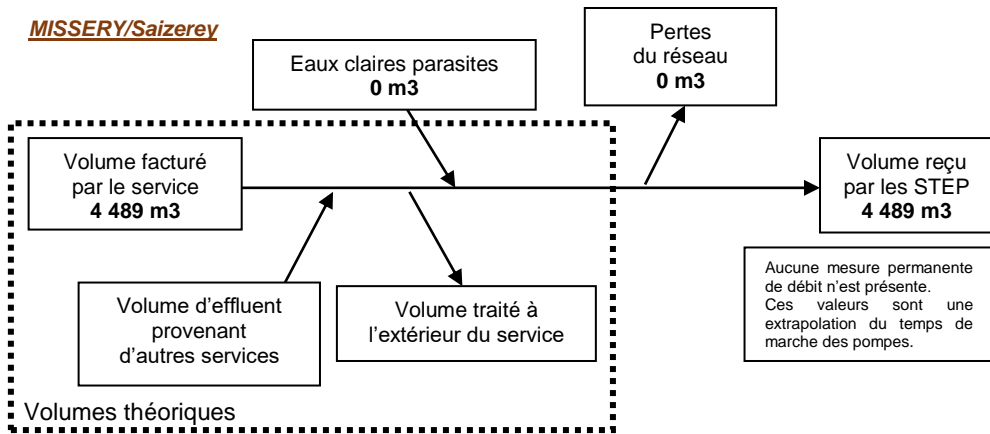 MISSERY/Saizerey
Eaux claires parasites
0 m3
Pertes
du réseau
0 m3
Volume facturé
par le service
4 489 m3
Volume reçu
par les STEP
4 489 m3
Volume d’effluent
provenant
d’autres services
Volume traité à
l’extérieur du service
Aucune mesure permanente
de débit n’est présente.
Ces valeurs sont une
extrapolation du temps de
marche des pompes.
Volumes théoriques